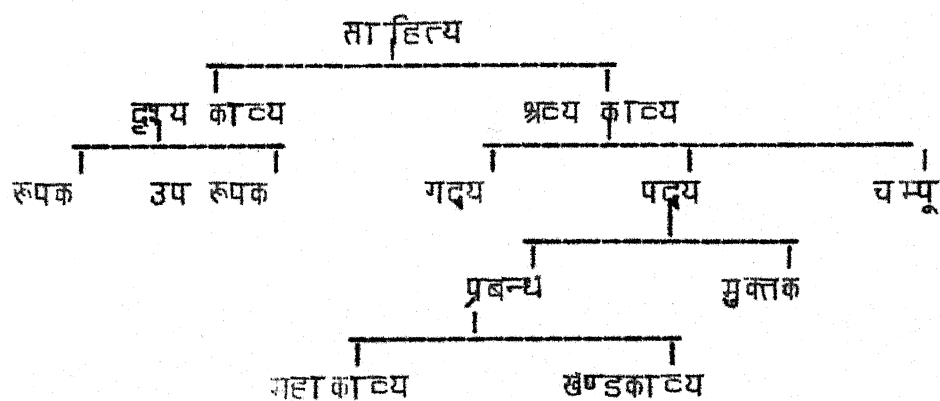 साहित्य
दृश्य काव्य श्रव्य काव्य
रूपक उप रूपक गद्य पद्य चम्पू
प्रबन्ध मुक्तक
महाकाव्य खण्डकाव्य